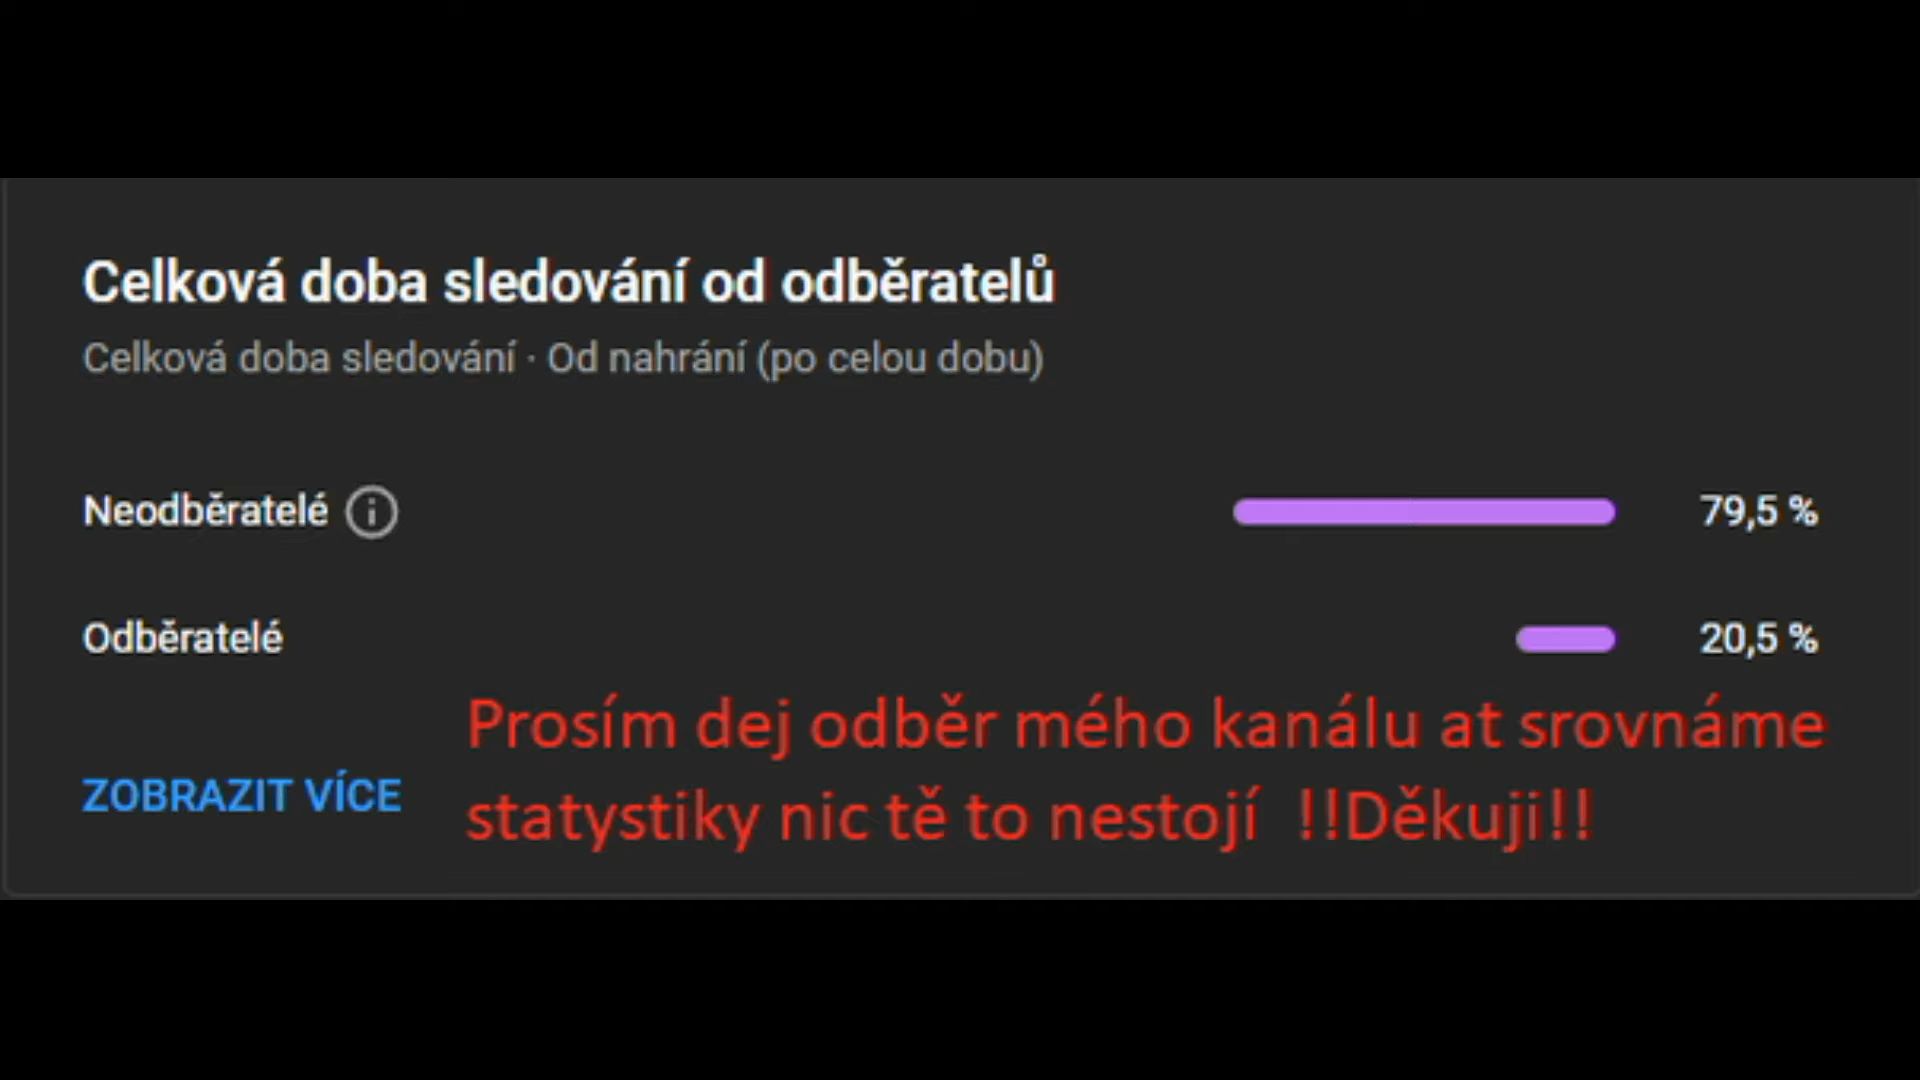 Celková doba sledování od odběratelů
Celková doba sledování · Od nahrání (po celou dobu)
Neodběratelé 79,5 %
Odběratelé 20,5 %
Prosím dej odběr mého kanálu at srovnáme
statystiky nic tě to nestojí !!Děkuji!!
ZOBRAZIT VÍCE